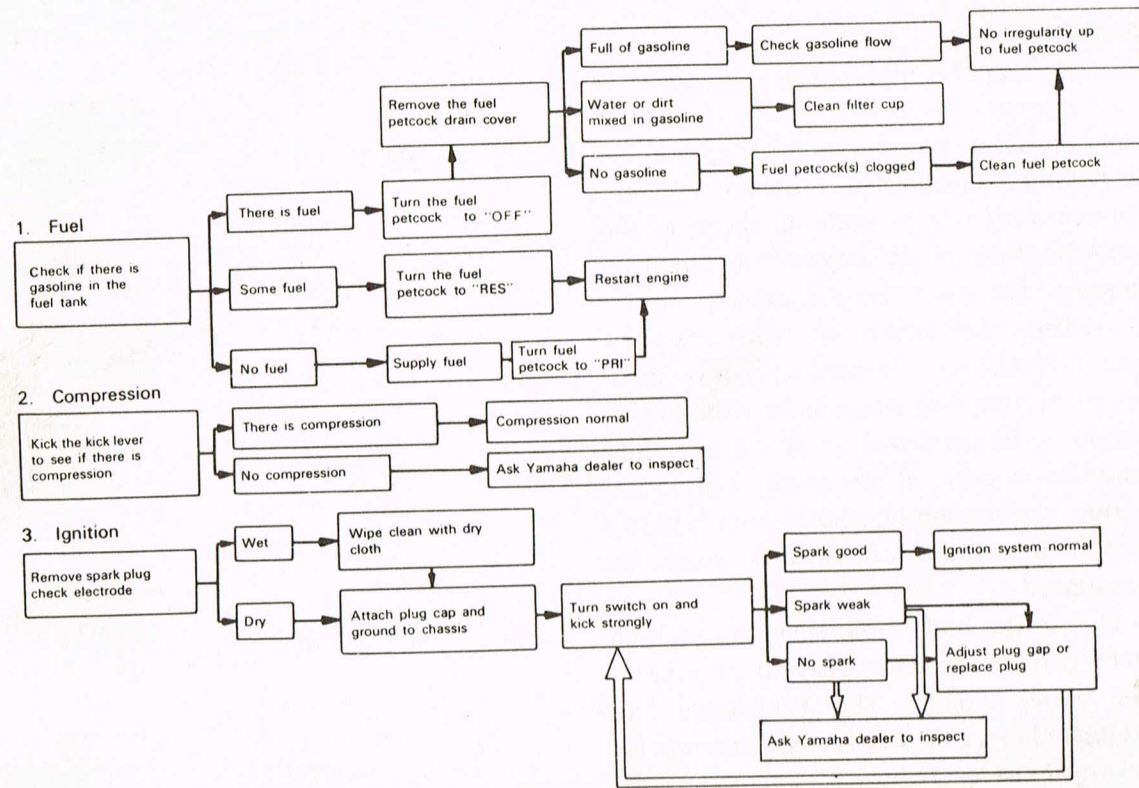 Full of gasoline
Check gasoline flow
No irregularity up
to fuel petcock
Remove the fuel
petcock drain cover
Water or dirt
mixed in gasoline
Clean filter cup
No gasoline
Fuel petcock(s) clogged
Clean fuel petcock
1. Fuel
Check if there is
gasoline in the
fuel tank
There is fuel
Turn the fuel
petcock to "OFF"
Some fuel
Turn the fuel
petcock to "RES"
Restart engine
No fuel
Supply fuel
Turn fuel
petcock to "PRI"
2. Compression
Kick the kick lever
to see if there is
compression
There is compression
Compression normal
No compression
Ask Yamaha dealer to inspect
3. Ignition
Remove spark plug
check electrode
Wet
Wipe clean with dry
cloth
Dry
Attach plug cap and
ground to chassis
Turn switch on and
kick strongly
Spark good
Ignition system normal
Spark weak
No spark
Adjust plug gap or
replace plug
Ask Yamaha dealer to inspect